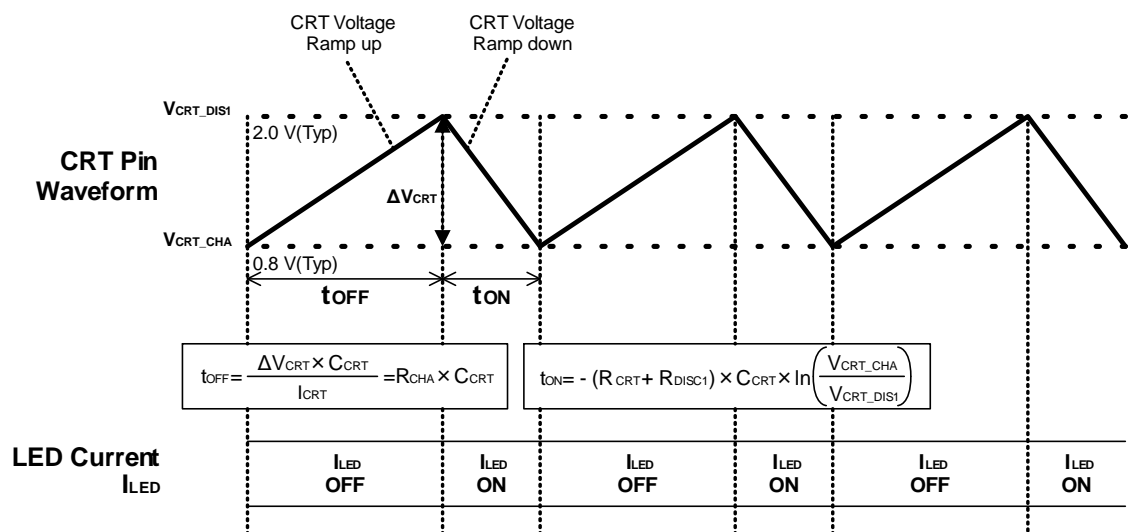 CRT Voltage
Ramp up
CRT Voltage
Ramp down
VCRT_DIS1
2.0 V(Typ)
CRT Pin
Waveform
ΔVCRT
VCRT_CHA
0.8 V(Typ)
tOFF
tON
tOFF= ΔVCRT × CCRT / ICRT =RCHA × CCRT
tON= - (RCRT+ RDISC1) × CCRT × ln(VCRT_CHA / VCRT_DIS1)
LED Current
ILED
ILED
OFF
ILED
ON
ILED
OFF
ILED
ON
ILED
OFF
ILED
ON